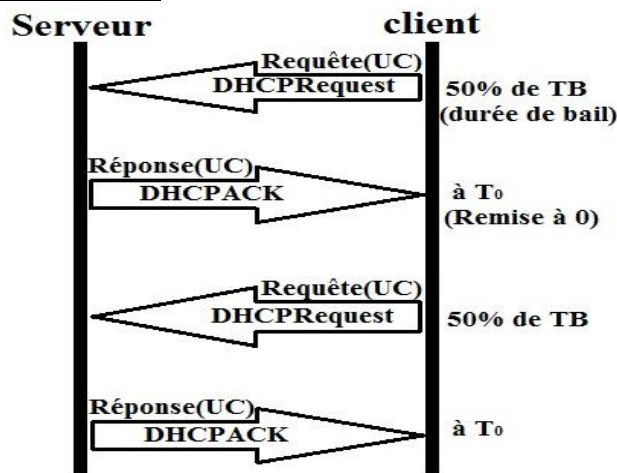 Serveur
client
Requête(UC)
DHCPRequest
50% de TB
(durée de bail)
Réponse(UC)
DHCPACK
à T₀
(Remise à 0)
Requête(UC)
DHCPRequest
50% de TB
Réponse(UC)
DHCPACK
à T₀